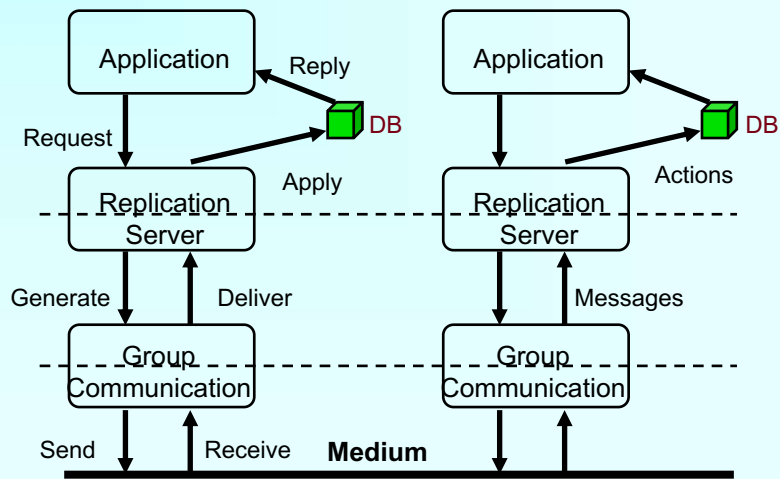 Application
Reply
Application
DB
DB
Request
Apply
Actions
Replication
Server
Replication
Server
Generate
Deliver
Messages
Group
Communication
Group
Communication
Send
Receive
Medium